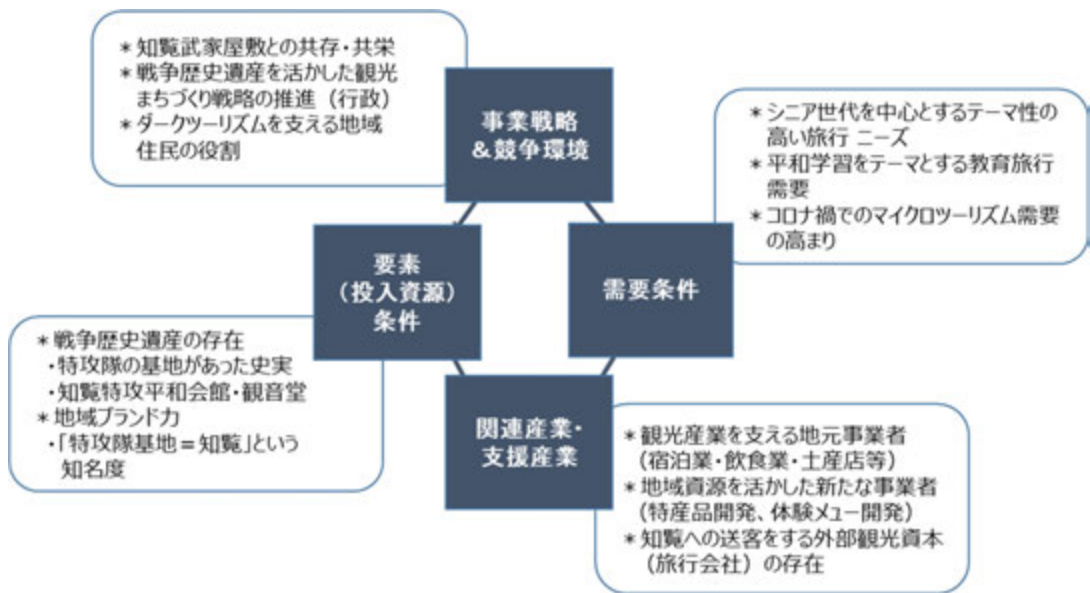 ＊知覧武家屋敷との共存・共栄
＊戦争歴史遺産を活かした観光
まちづくり戦略の推進（行政）
＊ダークツーリズムを支える地域
住民の役割
事業戦略
＆競争環境
＊シニア世代を中心とするテーマ性の
高い旅行 ニーズ
＊平和学習をテーマとする教育旅行
需要
＊コロナ禍でのマイクロツーリズム需要
の高まり
要素
（投入資源）
条件
需要条件
＊戦争歴史遺産の存在
・特攻隊の基地があった史実
・知覧特攻平和会館・観音堂
＊地域ブランド力
・「特攻隊基地＝知覧」という
知名度
関連産業・
支援産業
＊観光産業を支える地元事業者
（宿泊業・飲食業・土産店等）
＊地域資源を活かした新たな事業者
（特産品開発、体験メュー開発）
＊知覧への送客をする外部観光資本
（旅行会社）の存在